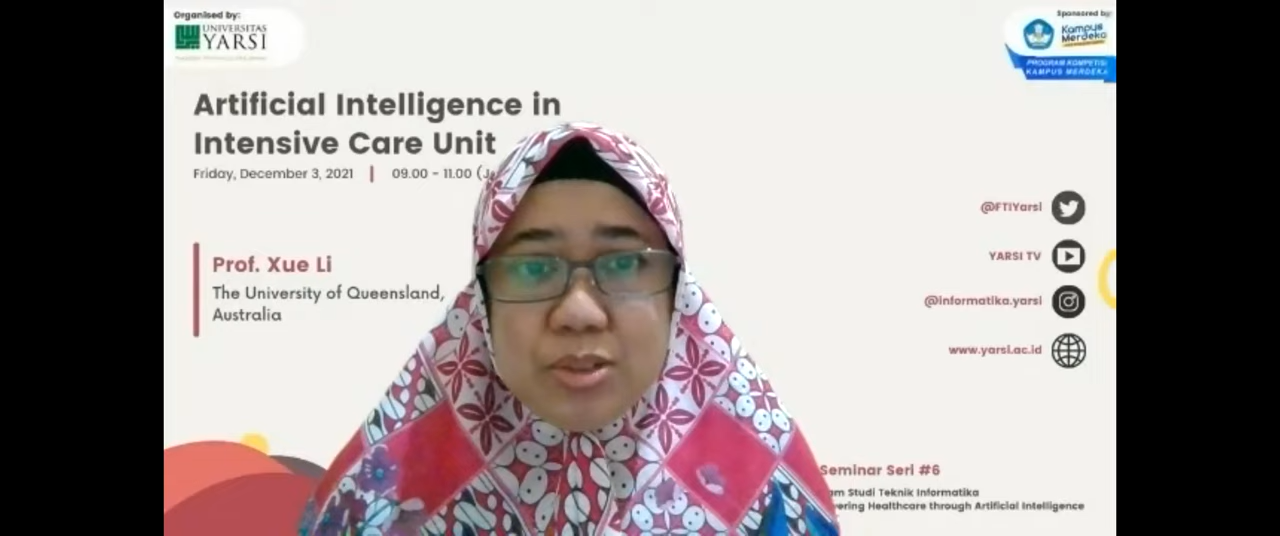 Organised by:
UNIVERSITAS
YARSI
Sponsored by:
Kampus
Merdeka
PROGRAM KOMPETISI
KAMPUS MERDEKA
Artificial Intelligence in
Intensive Care Unit
Friday, December 3, 2021 | 09.00 - 11.00
@FTIYarsi
YARSI TV
@informatika.yarsi
www.yarsi.ac.id
Prof. Xue Li
The University of Queensland,
Australia
Seminar Seri #6
Studi Teknik Informatika
Healthcare through Artificial Intelligence